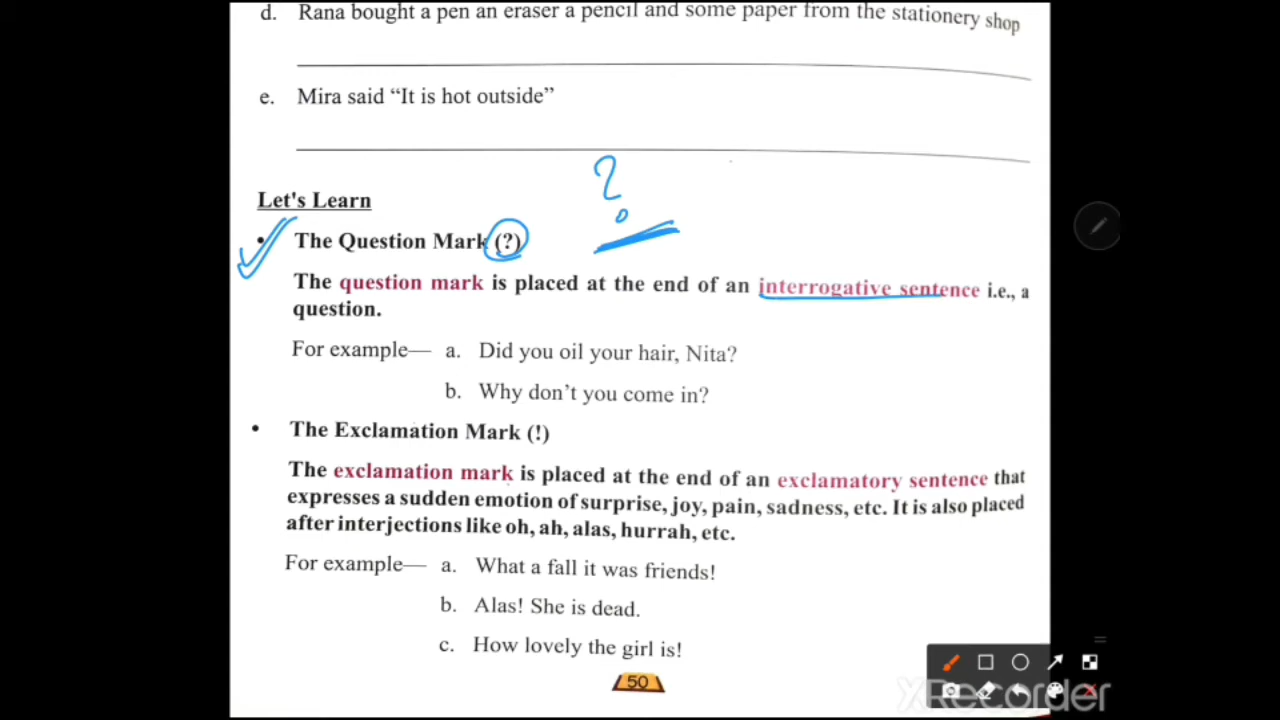 d. Rana bought a pen an eraser a pencil and some paper from the stationery shop
e. Mira said “It is hot outside”
?
Let's Learn
• The Question Mark (?)
The question mark is placed at the end of an interrogative sentence i.e., a
question.
For example— a. Did you oil your hair, Nita?
b. Why don’t you come in?
• The Exclamation Mark (!)
The exclamation mark is placed at the end of an exclamatory sentence that
expresses a sudden emotion of surprise, joy, pain, sadness, etc. It is also placed
after interjections like oh, ah, alas, hurrah, etc.
For example— a. What a fall it was friends!
b. Alas! She is dead.
c. How lovely the girl is!
50
XRecorder